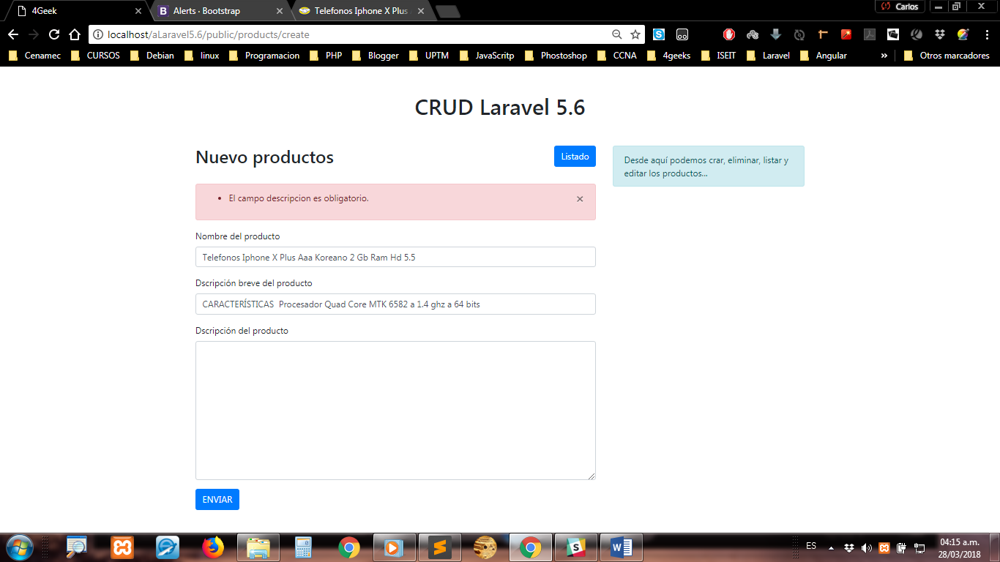 4Geek
B Alerts · Bootstrap
Telefonos Iphone X Plus
Carlos
localhost/aLaravel5.6/public/products/create
Cenamec
CURSOS
Debian
linux
Programacion
PHP
Blogger
UPTM
JavaScritp
Phostoshop
CCNA
4geeks
ISEIT
Laravel
Angular
»
Otros marcadores
CRUD Laravel 5.6
Nuevo productos
Listado
Desde aquí podemos crar, eliminar, listar y
editar los productos...
• El campo descripcion es obligatorio.
×
Nombre del producto
Telefonos Iphone X Plus Aaa Koreano 2 Gb Ram Hd 5.5
Dscripción breve del producto
CARACTERÍSTICAS  Procesador Quad Core MTK 6582 a 1.4 ghz a 64 bits
Dscripción del producto
ENVIAR
ES
04:15 a.m.
28/03/2018